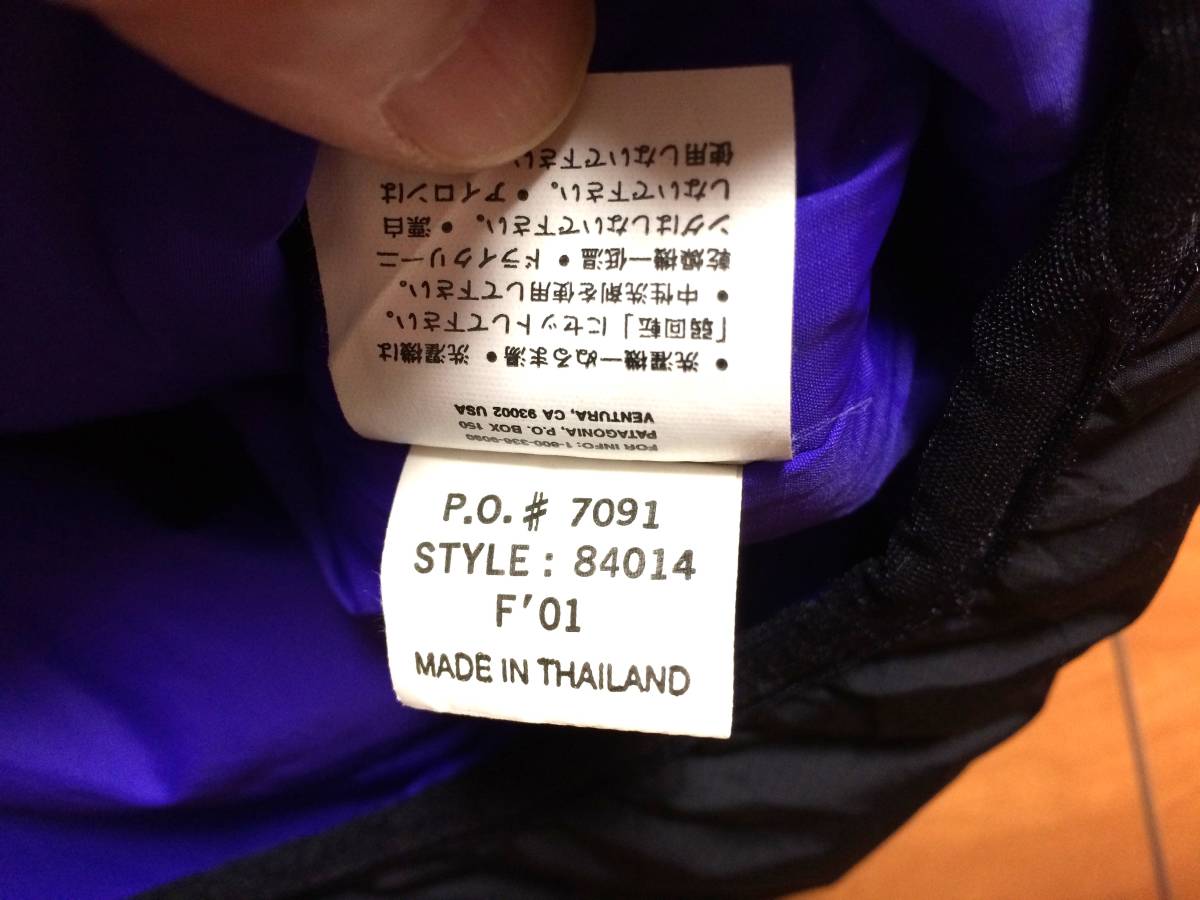 FOR INFO: 1-800-336-9090
PATAGONIA, P.O. BOX 150
VENTURA, CA 93002 USA
• 洗濯機ーぬるま湯 • 洗濯機は
「弱回転」にセットして下さい。
• 中性洗剤を使用して下さい。
乾燥機ー低温 • ドライクリーニ
ングはしないで下さい。 • 漂白
しないで下さい。 • アイロンは
使用しないで下さい
P.O.# 7091
STYLE: 84014
F'01
MADE IN THAILAND